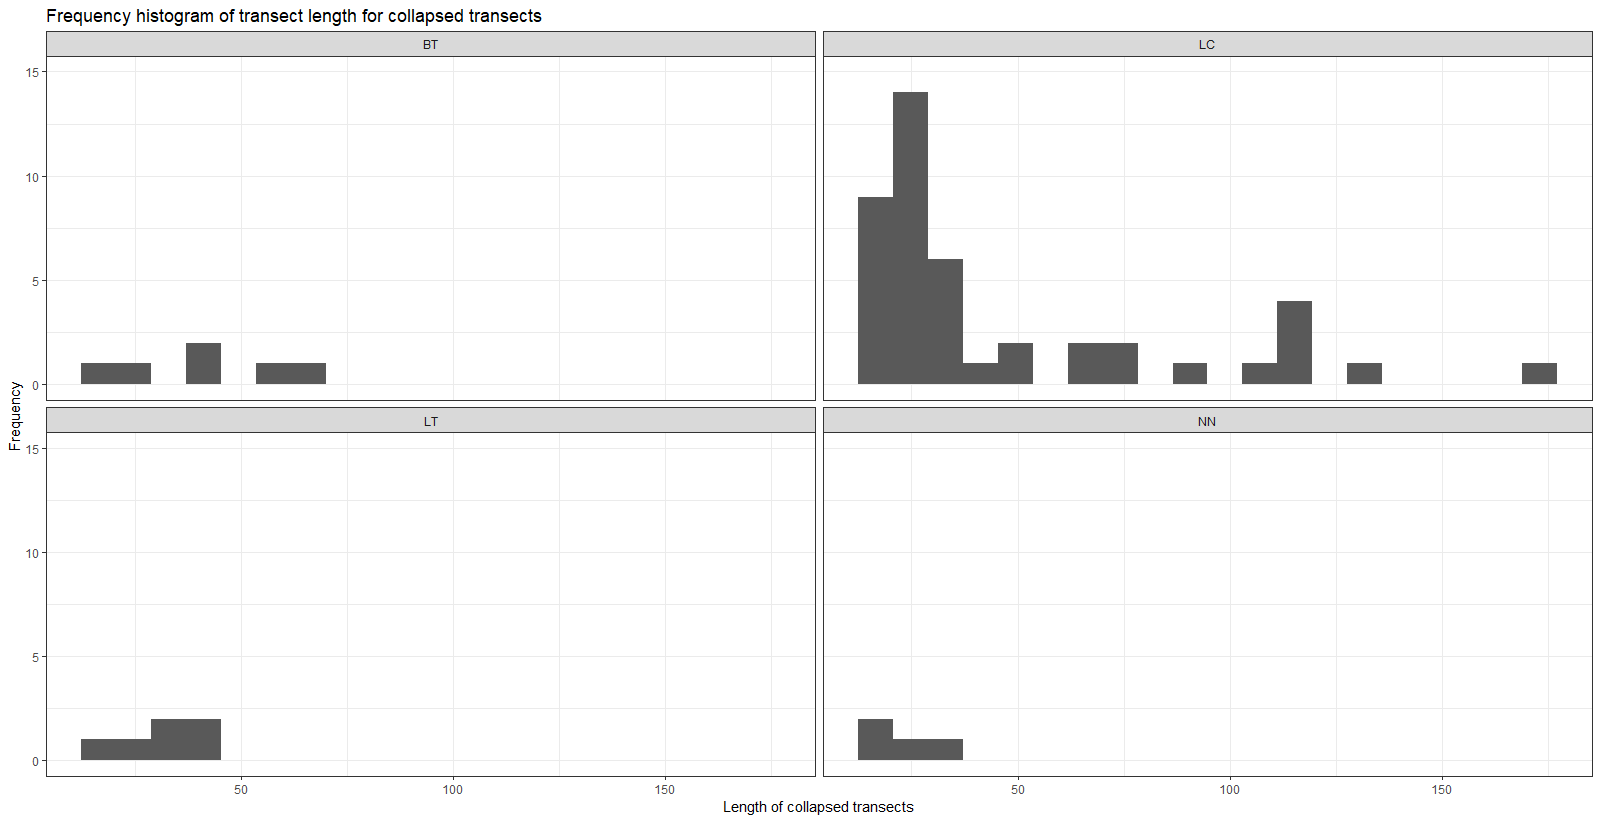 Frequency histogram of transect length for collapsed transects
BT
LC
15
10
5
0
LT
NN
15
10
5
0
Frequency
50
100
150
50
100
150
Length of collapsed transects